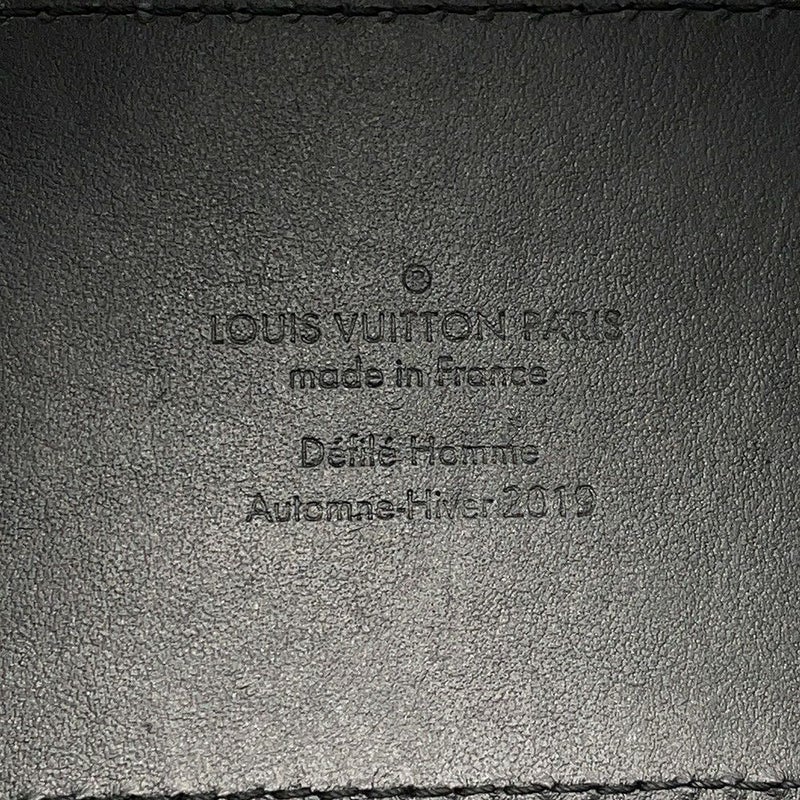 LOUIS VUITTON PARIS
made in France
Défilé Homme
Automne-Hiver 2019